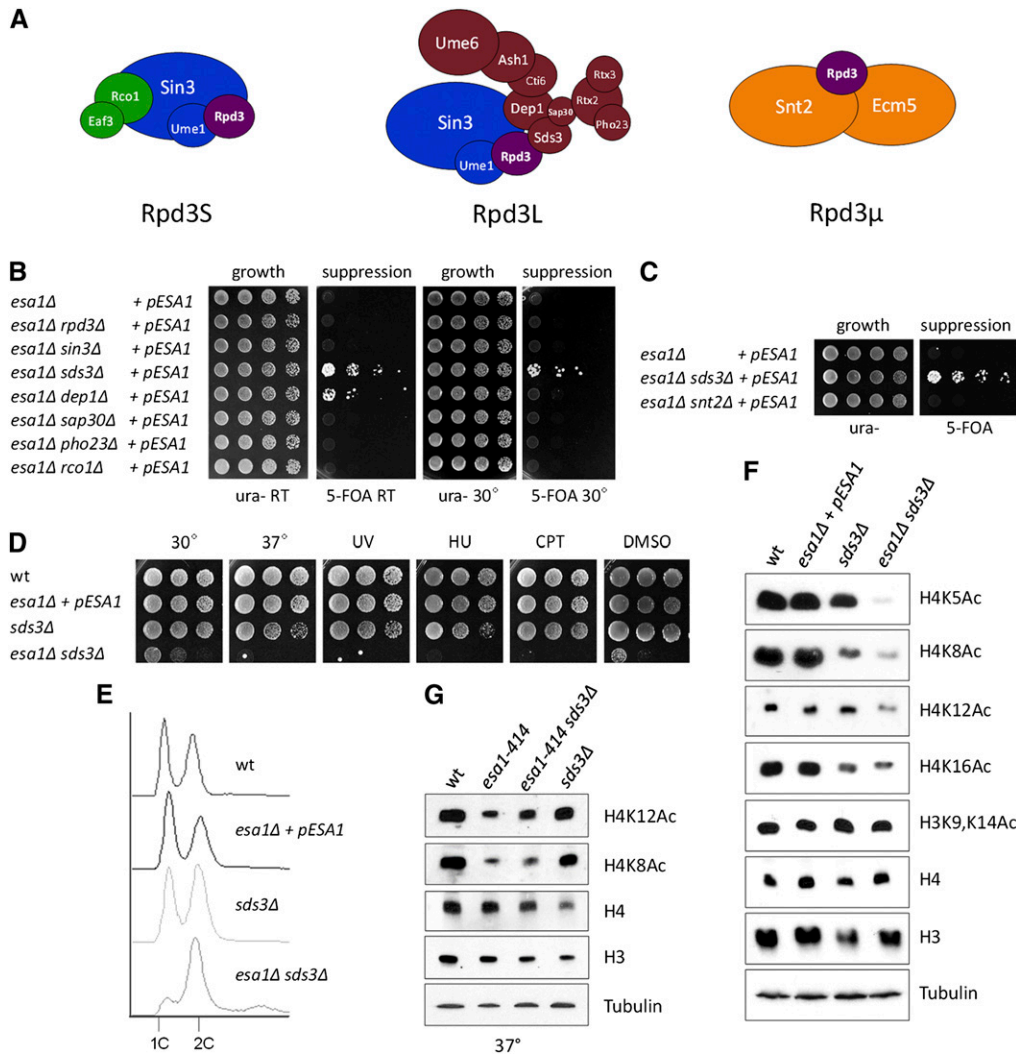 A
Sin3
Rco1
Eaf3
Ume1
Rpd3
Rpd3S
Ume6
Ash1
Cti6
Rtx3
Dep1
Sap30
Rtx2
Sin3
Sds3
Pho23
Ume1
Rpd3
Rpd3L
Rpd3
Snt2
Ecm5
Rpd3μ
B
growth suppression growth suppression
esa1Δ + pESA1
esa1Δ rpd3Δ + pESA1
esa1Δ sin3Δ + pESA1
esa1Δ sds3Δ + pESA1
esa1Δ dep1Δ + pESA1
esa1Δ sap30Δ + pESA1
esa1Δ pho23Δ + pESA1
esa1Δ rco1Δ + pESA1
ura- RT 5-FOA RT ura- 30° 5-FOA 30°
C
growth suppression
esa1Δ + pESA1
esa1Δ sds3Δ + pESA1
esa1Δ snt2Δ + pESA1
ura- 5-FOA
D
30° 37° UV HU CPT DMSO
wt
esa1Δ + pESA1
sds3Δ
esa1Δ sds3Δ
E
wt
esa1Δ + pESA1
sds3Δ
esa1Δ sds3Δ
1C 2C
F
wt
esa1Δ + pESA1
sds3Δ
esa1Δ sds3Δ
H4K5Ac
H4K8Ac
H4K12Ac
H4K16Ac
H3K9,K14Ac
H4
H3
Tubulin
G
wt
esa1-414
esa1-414 sds3Δ
sds3Δ
H4K12Ac
H4K8Ac
H4
H3
Tubulin
37°